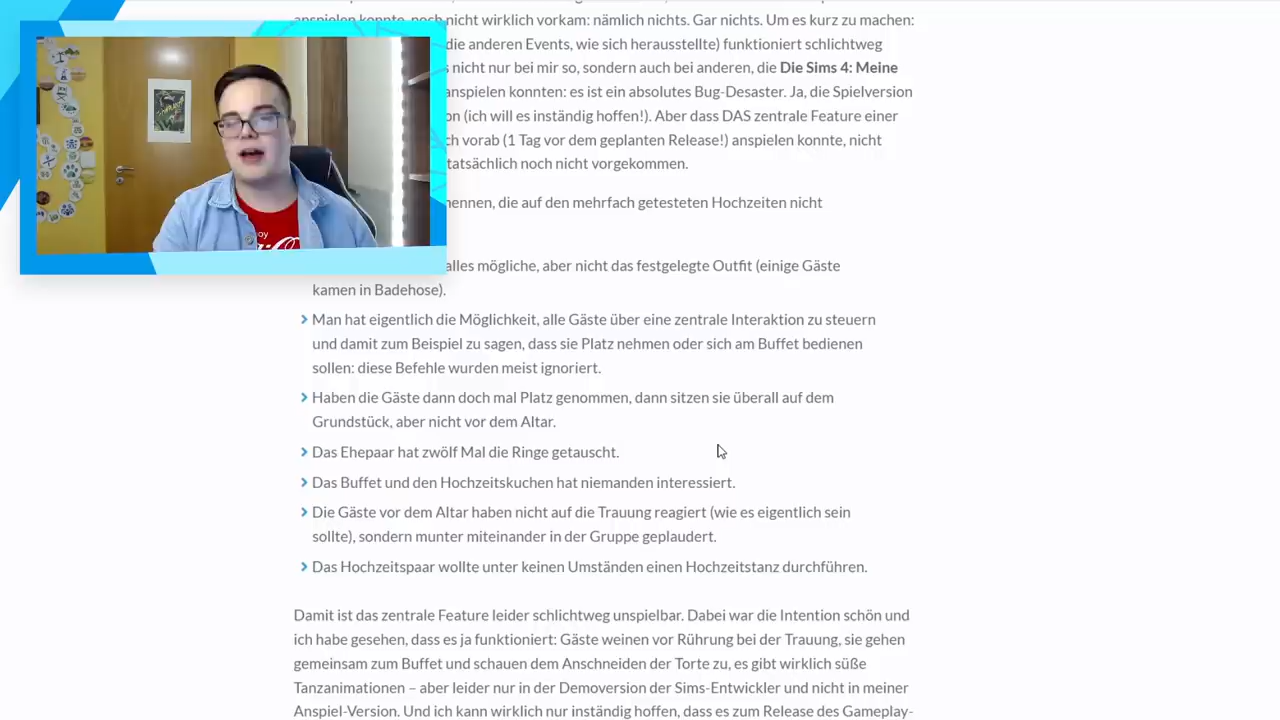 anspielen konnte, noch nicht wirklich vorkam: nämlich nichts. Gar nichts. Um es kurz zu machen:
die anderen Events, wie sich herausstellte) funktioniert schlichtweg
nicht nur bei mir so, sondern auch bei anderen, die Die Sims 4: Meine
anspielen konnten: es ist ein absolutes Bug-Desaster. Ja, die Spielversion
(ich will es inständig hoffen!). Aber dass DAS zentrale Feature einer
vorab (1 Tag vor dem geplanten Release!) anspielen konnte, nicht
tatsächlich noch nicht vorgekommen.
die auf den mehrfach getesteten Hochzeiten nicht
alles mögliche, aber nicht das festgelegte Outfit (einige Gäste
kamen in Badehose).
Man hat eigentlich die Möglichkeit, alle Gäste über eine zentrale Interaktion zu steuern
und damit zum Beispiel zu sagen, dass sie Platz nehmen oder sich am Buffet bedienen
sollen: diese Befehle wurden meist ignoriert.
Haben die Gäste dann doch mal Platz genommen, dann sitzen sie überall auf dem
Grundstück, aber nicht vor dem Altar.
Das Ehepaar hat zwölf Mal die Ringe getauscht.
Das Buffet und den Hochzeitskuchen hat niemanden interessiert.
Die Gäste vor dem Altar haben nicht auf die Trauung reagiert (wie es eigentlich sein
sollte), sondern munter miteinander in der Gruppe geplaudert.
Das Hochzeitspaar wollte unter keinen Umständen einen Hochzeitstanz durchführen.
Damit ist das zentrale Feature leider schlichtweg unspielbar. Dabei war die Intention schön und
ich habe gesehen, dass es ja funktioniert: Gäste weinen vor Rührung bei der Trauung, sie gehen
gemeinsam zum Buffet und schauen dem Anschneiden der Torte zu, es gibt wirklich süße
Tanzanimationen – aber leider nur in der Demoversion der Sims-Entwickler und nicht in meiner
Anspiel-Version. Und ich kann wirklich nur inständig hoffen, dass es zum Release des Gameplay-